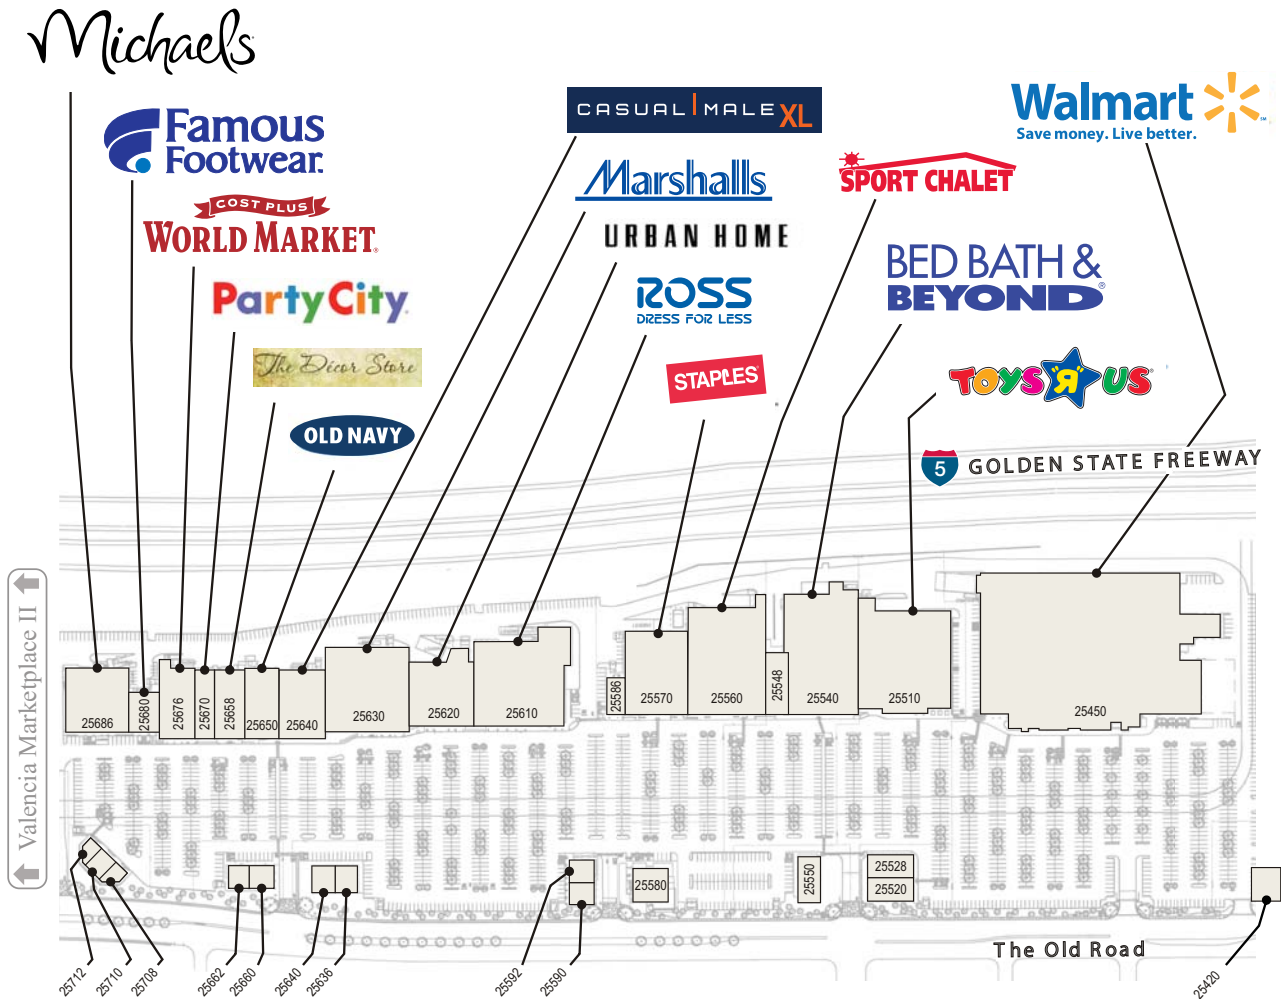 Michaels
Famous
Footwear.
COST PLUS
WORLD MARKET®
Party City
The Décor Store
OLD NAVY
CASUAL MALE XL
Marshalls
URBAN HOME
ROSS
DRESS FOR LESS
STAPLES
SPORT CHALET
Walmart
Save money. Live better.
BED BATH &
BEYOND®
TOYS "R" US
5
GOLDEN STATE FREEWAY
Valencia Marketplace II
25686
25680
25676
25670
25658
25650
25640
25630
25620
25610
25586
25570
25560
25548
25540
25510
25450
25580
25550
25528
25520
The Old Road
25712
25710
25708
25662
25660
25640
25636
25592
25590
25420